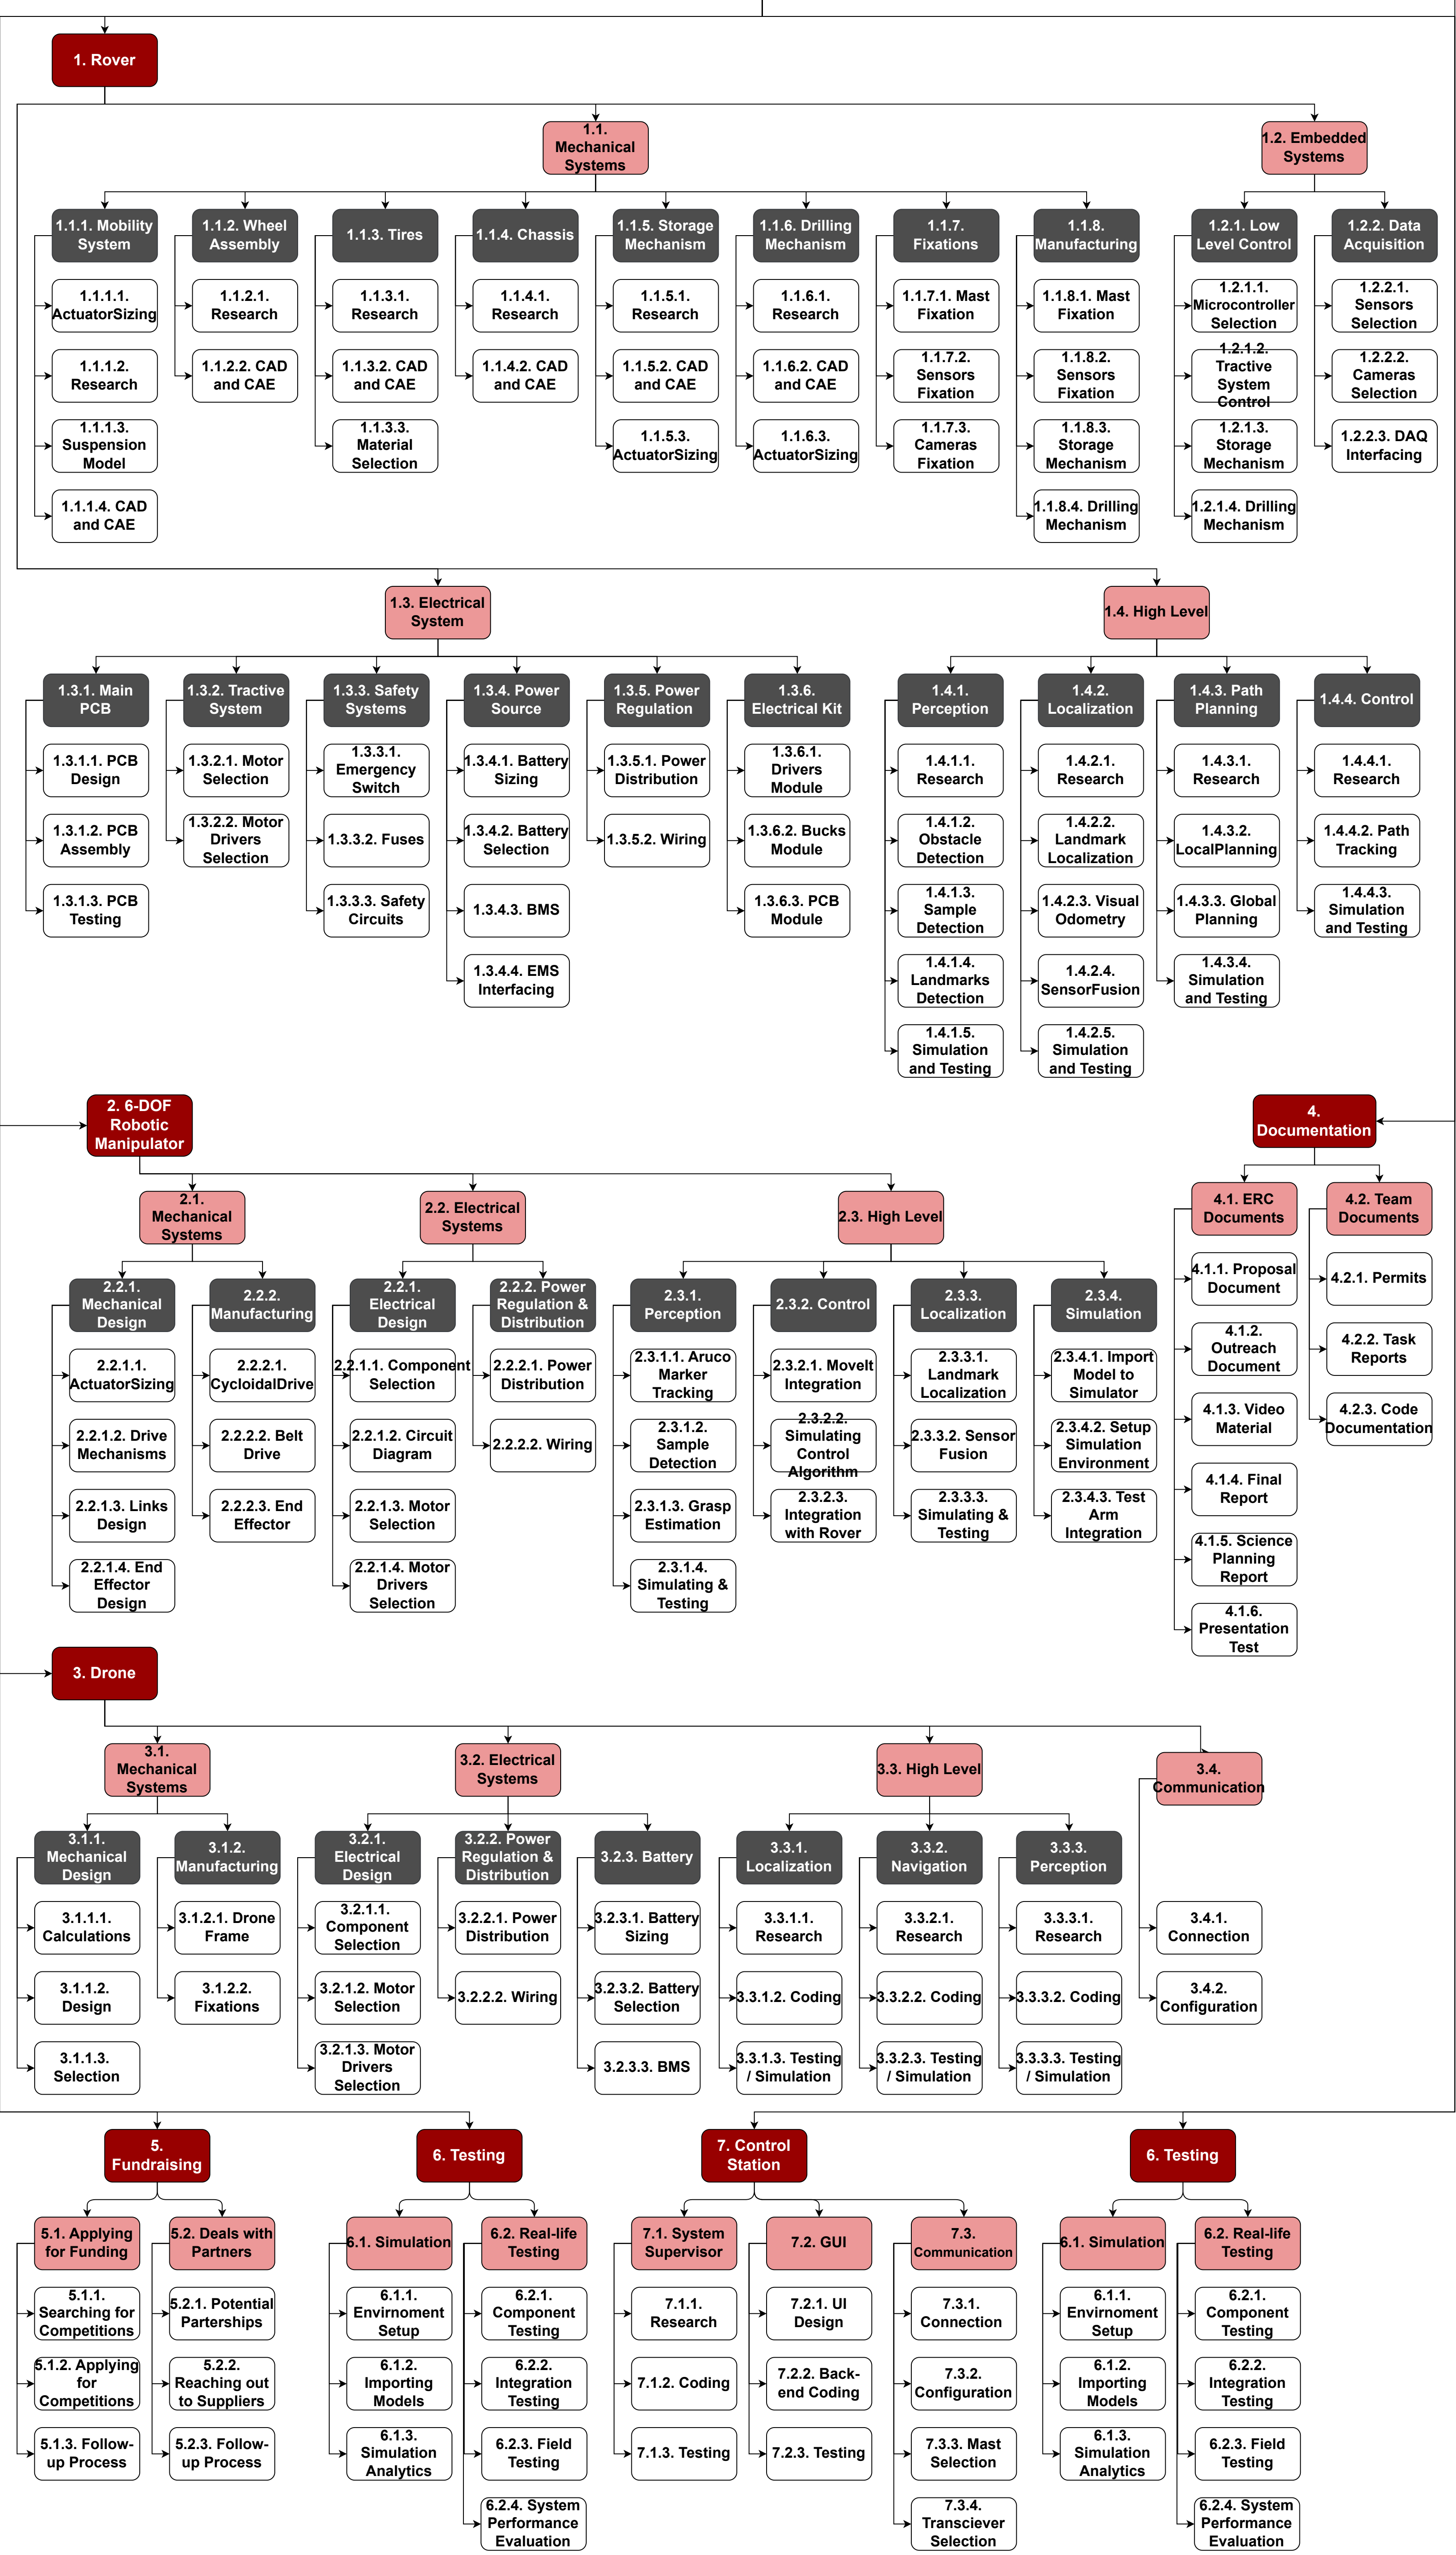 1. Rover
1.1.
Mechanical
Systems
1.2. Embedded
Systems
1.1.1. Mobility
System
1.1.2. Wheel
Assembly
1.1.3. Tires
1.1.4. Chassis
1.1.5. Storage
Mechanism
1.1.6. Drilling
Mechanism
1.1.7.
Fixations
1.1.8.
Manufacturing
1.2.1. Low
Level Control
1.2.2. Data
Acquisition
1.1.1.1.
ActuatorSizing
1.1.2.1.
Research
1.1.3.1.
Research
1.1.4.1.
Research
1.1.5.1.
Research
1.1.6.1.
Research
1.1.7.1. Mast
Fixation
1.1.8.1. Mast
Fixation
1.2.1.1.
Microcontroller
Selection
1.2.2.1.
Sensors
Selection
1.1.1.2.
Research
1.1.2.2. CAD
and CAE
1.1.3.2. CAD
and CAE
1.1.4.2. CAD
and CAE
1.1.5.2. CAD
and CAE
1.1.6.2. CAD
and CAE
1.1.7.2.
Sensors
Fixation
1.1.8.2.
Sensors
Fixation
1.2.1.2.
Tractive
System
Control
1.2.2.2.
Cameras
Selection
1.1.1.3.
Suspension
Model
1.1.3.3.
Material
Selection
1.1.5.3.
ActuatorSizing
1.1.6.3.
ActuatorSizing
1.1.7.3.
Cameras
Fixation
1.1.8.3.
Storage
Mechanism
1.2.1.3.
Storage
Mechanism
1.2.2.3. DAQ
Interfacing
1.1.1.4. CAD
and CAE
1.1.8.4. Drilling
Mechanism
1.2.1.4. Drilling
Mechanism
1.3. Electrical
System
1.4. High Level
1.3.1. Main
PCB
1.3.2. Tractive
System
1.3.3. Safety
Systems
1.3.4. Power
Source
1.3.5. Power
Regulation
1.3.6.
Electrical Kit
1.4.1.
Perception
1.4.2.
Localization
1.4.3. Path
Planning
1.4.4. Control
1.3.1.1. PCB
Design
1.3.2.1. Motor
Selection
1.3.3.1.
Emergency
Switch
1.3.4.1. Battery
Sizing
1.3.5.1. Power
Distribution
1.3.6.1.
Drivers
Module
1.4.1.1.
Research
1.4.2.1.
Research
1.4.3.1.
Research
1.4.4.1.
Research
1.3.1.2. PCB
Assembly
1.3.2.2. Motor
Drivers
Selection
1.3.3.2. Fuses
1.3.4.2. Battery
Selection
1.3.5.2. Wiring
1.3.6.2. Bucks
Module
1.4.1.2.
Obstacle
Detection
1.4.2.2.
Landmark
Localization
1.4.3.2.
LocalPlanning
1.4.4.2. Path
Tracking
1.3.1.3. PCB
Testing
1.3.3.3. Safety
Circuits
1.3.4.3. BMS
1.3.6.3. PCB
Module
1.4.1.3.
Sample
Detection
1.4.2.3. Visual
Odometry
1.4.3.3. Global
Planning
1.4.4.3.
Simulation
and Testing
1.3.4.4. EMS
Interfacing
1.4.1.4.
Landmarks
Detection
1.4.2.4.
SensorFusion
1.4.3.4.
Simulation
and Testing
1.4.1.5.
Simulation
and Testing
1.4.2.5.
Simulation
and Testing
2. 6-DOF
Robotic
Manipulator
4.
Documentation
2.1.
Mechanical
Systems
2.2. Electrical
Systems
2.3. High Level
4.1. ERC
Documents
4.2. Team
Documents
2.2.1.
Mechanical
Design
2.2.2.
Manufacturing
2.2.1.
Electrical
Design
2.2.2. Power
Regulation &
Distribution
2.3.1.
Perception
2.3.2. Control
2.3.3.
Localization
2.3.4.
Simulation
4.1.1. Proposal
Document
4.2.1. Permits
2.2.1.1.
ActuatorSizing
2.2.2.1.
CycloidalDrive
2.2.1.1. Component
Selection
2.2.2.1. Power
Distribution
2.3.1.1. Aruco
Marker
Tracking
2.3.2.1. MoveIt
Integration
2.3.3.1.
Landmark
Localization
2.3.4.1. Import
Model to
Simulator
4.1.2.
Outreach
Document
4.2.2. Task
Reports
2.2.1.2. Drive
Mechanisms
2.2.2.2. Belt
Drive
2.2.1.2. Circuit
Diagram
2.2.2.2. Wiring
2.3.1.2.
Sample
Detection
2.3.2.2.
Simulating
Control
Algorithm
2.3.3.2. Sensor
Fusion
2.3.4.2. Setup
Simulation
Environment
4.1.3. Video
Material
4.2.3. Code
Documentation
2.2.1.3. Links
Design
2.2.2.3. End
Effector
2.2.1.3. Motor
Selection
2.3.1.3. Grasp
Estimation
2.3.2.3.
Integration
with Rover
2.3.3.3.
Simulating &
Testing
2.3.4.3. Test
Arm
Integration
4.1.4. Final
Report
2.2.1.4. End
Effector
Design
2.2.1.4. Motor
Drivers
Selection
2.3.1.4.
Simulating &
Testing
4.1.5. Science
Planning
Report
4.1.6.
Presentation
Test
3. Drone
3.1.
Mechanical
Systems
3.2. Electrical
Systems
3.3. High Level
3.4.
Communication
3.1.1.
Mechanical
Design
3.1.2.
Manufacturing
3.2.1.
Electrical
Design
3.2.2. Power
Regulation &
Distribution
3.2.3. Battery
3.3.1.
Localization
3.3.2.
Navigation
3.3.3.
Perception
3.1.1.1.
Calculations
3.1.2.1. Drone
Frame
3.2.1.1.
Component
Selection
3.2.2.1. Power
Distribution
3.2.3.1. Battery
Sizing
3.3.1.1.
Research
3.3.2.1.
Research
3.3.3.1.
Research
3.4.1.
Connection
3.1.1.2.
Design
3.1.2.2.
Fixations
3.2.1.2. Motor
Selection
3.2.2.2. Wiring
3.2.3.2. Battery
Selection
3.3.1.2. Coding
3.3.2.2. Coding
3.3.3.2. Coding
3.4.2.
Configuration
3.1.1.3.
Selection
3.2.1.3. Motor
Drivers
Selection
3.2.3.3. BMS
3.3.1.3. Testing
/ Simulation
3.3.2.3. Testing
/ Simulation
3.3.3.3. Testing
/ Simulation
5.
Fundraising
6. Testing
7. Control
Station
6. Testing
5.1. Applying
for Funding
5.2. Deals with
Partners
6.1. Simulation
6.2. Real-life
Testing
7.1. System
Supervisor
7.2. GUI
7.3.
Communication
6.1. Simulation
6.2. Real-life
Testing
5.1.1.
Searching for
Competitions
5.2.1. Potential
Parterships
6.1.1.
Envirnoment
Setup
6.2.1.
Component
Testing
7.1.1.
Research
7.2.1. UI
Design
7.3.1.
Connection
6.1.1.
Envirnoment
Setup
6.2.1.
Component
Testing
5.1.2. Applying
for
Competitions
5.2.2.
Reaching out
to Suppliers
6.1.2.
Importing
Models
6.2.2.
Integration
Testing
7.1.2. Coding
7.2.2. Back-
end Coding
7.3.2.
Configuration
6.1.2.
Importing
Models
6.2.2.
Integration
Testing
5.1.3. Follow-
up Process
5.2.3. Follow-
up Process
6.1.3.
Simulation
Analytics
6.2.3. Field
Testing
7.1.3. Testing
7.2.3. Testing
7.3.3. Mast
Selection
6.1.3.
Simulation
Analytics
6.2.3. Field
Testing
6.2.4. System
Performance
Evaluation
7.3.4.
Transciever
Selection
6.2.4. System
Performance
Evaluation